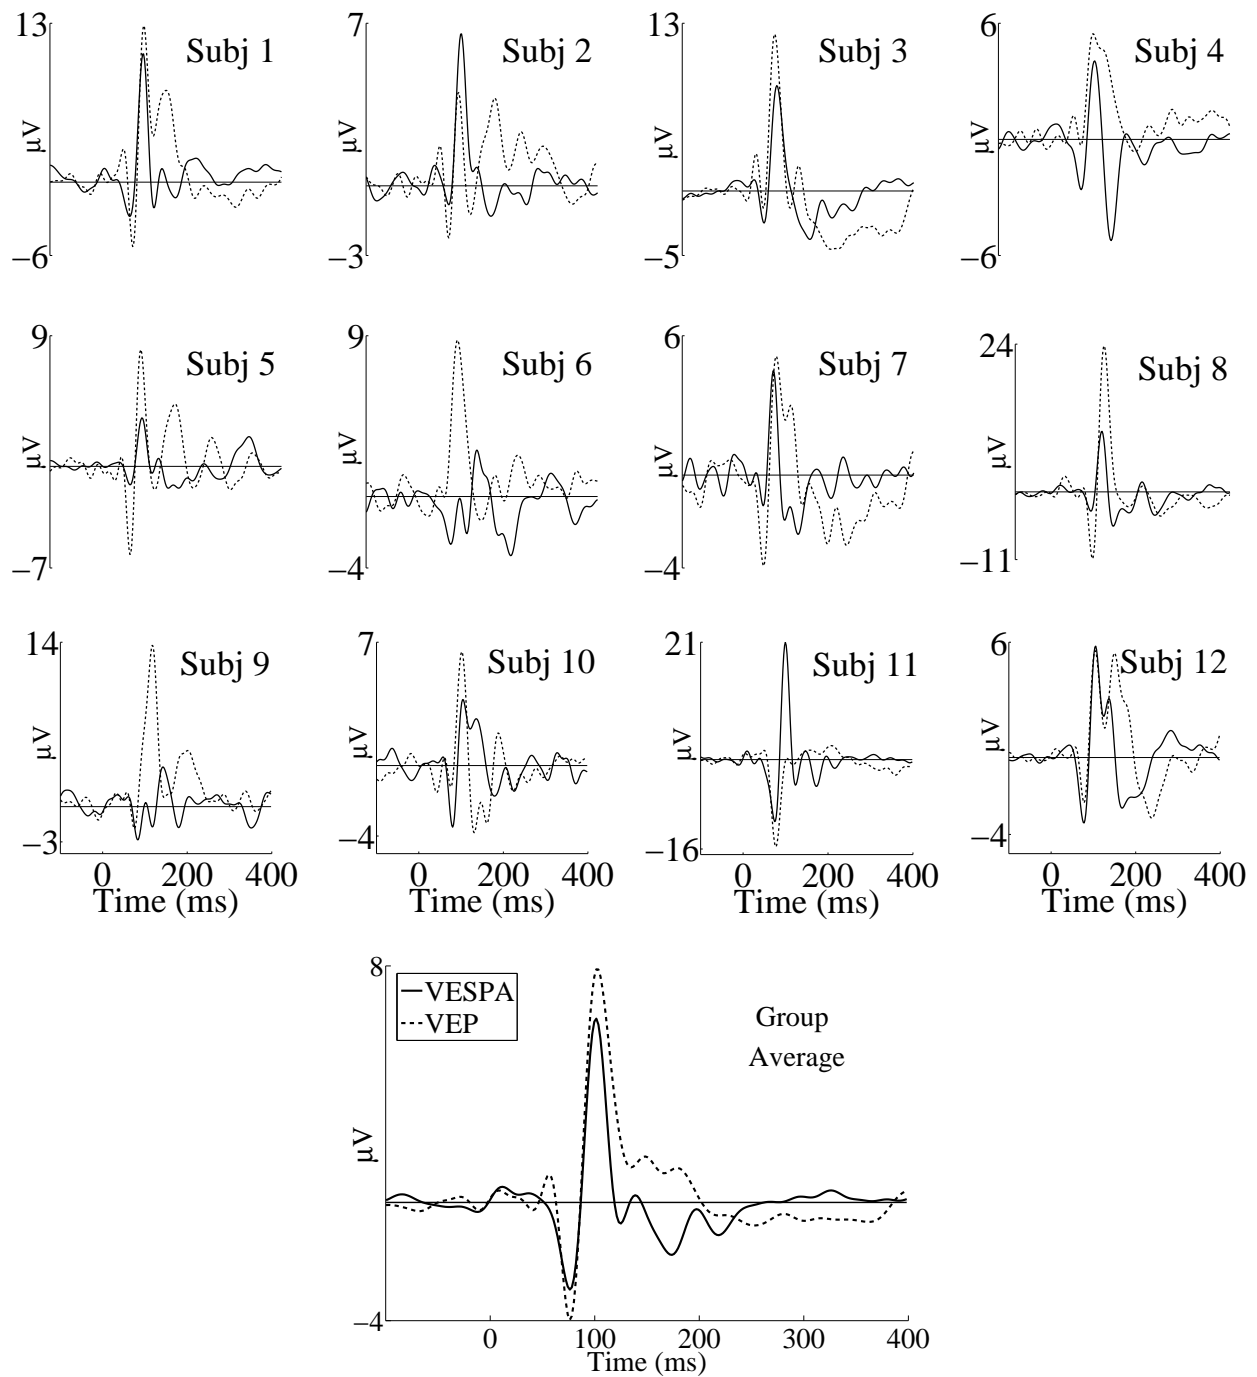 13
Subj 1
µV
−6
7
Subj 2
µV
−3
13
Subj 3
µV
−5
6
Subj 4
µV
−6
9
Subj 5
µV
−7
9
Subj 6
µV
−4
6
Subj 7
µV
−4
24
Subj 8
µV
−11
14
Subj 9
µV
−3
0 200 400
Time (ms)
7
Subj 10
µV
−4
0 200 400
Time (ms)
21
Subj 11
µV
−16
0 200 400
Time (ms)
6
Subj 12
µV
−4
0 200 400
Time (ms)
8
VESPA
VEP
Group
Average
µV
−4
0 100 200 300 400
Time (ms)